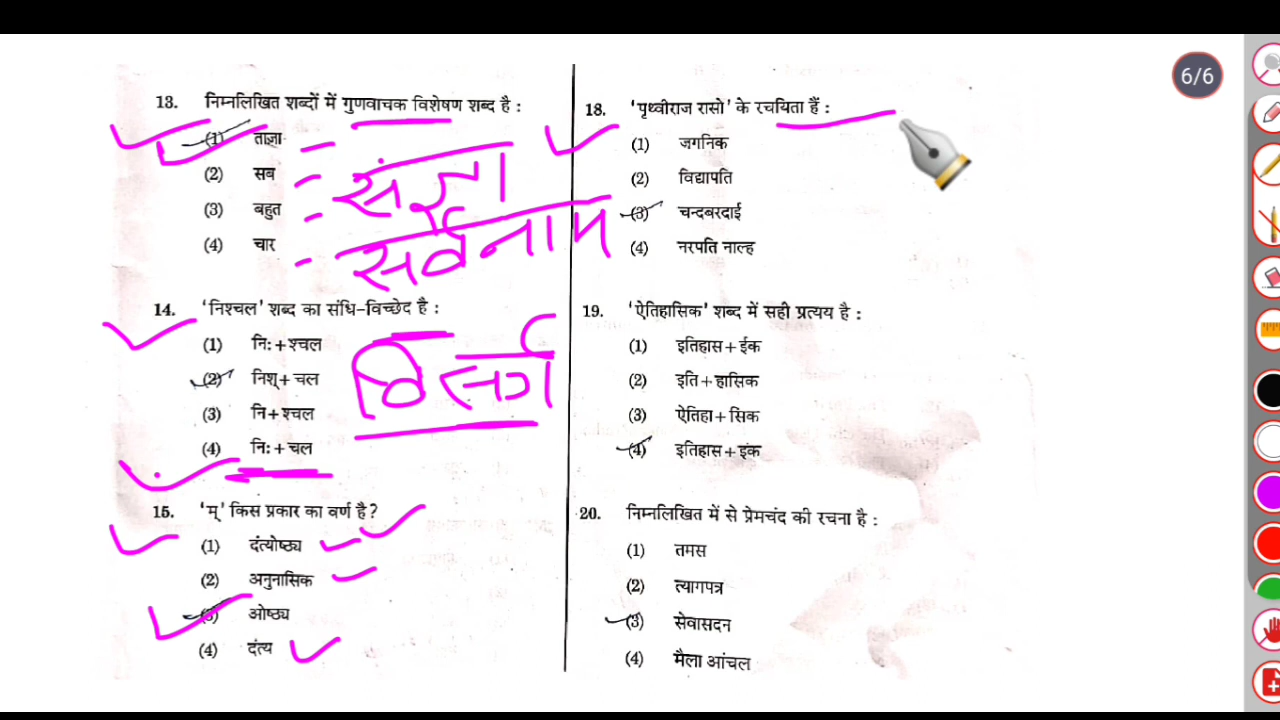 6/6
13. निम्नलिखित शब्दों में गुणवाचक विशेषण शब्द है :
(1) ताज़ा
(2) सब
(3) बहुत
(4) चार
संज्ञा
सर्वनाम
14. 'निश्चल' शब्द का संधि-विच्छेद है :
(1) निः + श्चल
(2) निश् + चल
(3) नि + श्चल
(4) निः + चल
विसर्ग
15. 'म्' किस प्रकार का वर्ण है?
(1) दंत्योष्ठ्य
(2) अनुनासिक
(3) ओष्ठ्य
(4) दंत्य
18. 'पृथ्वीराज रासो' के रचयिता हैं :
(1) जगनिक
(2) विद्यापति
(3) चन्दबरदाई
(4) नरपति नाल्ह
19. 'ऐतिहासिक' शब्द में सही प्रत्यय है :
(1) इतिहास + ईक
(2) इति + हासिक
(3) ऐतिहा + सिक
(4) इतिहास + इक
20. निम्नलिखित में से प्रेमचंद की रचना है :
(1) तमस
(2) त्यागपत्र
(3) सेवासदन
(4) मैला आंचल